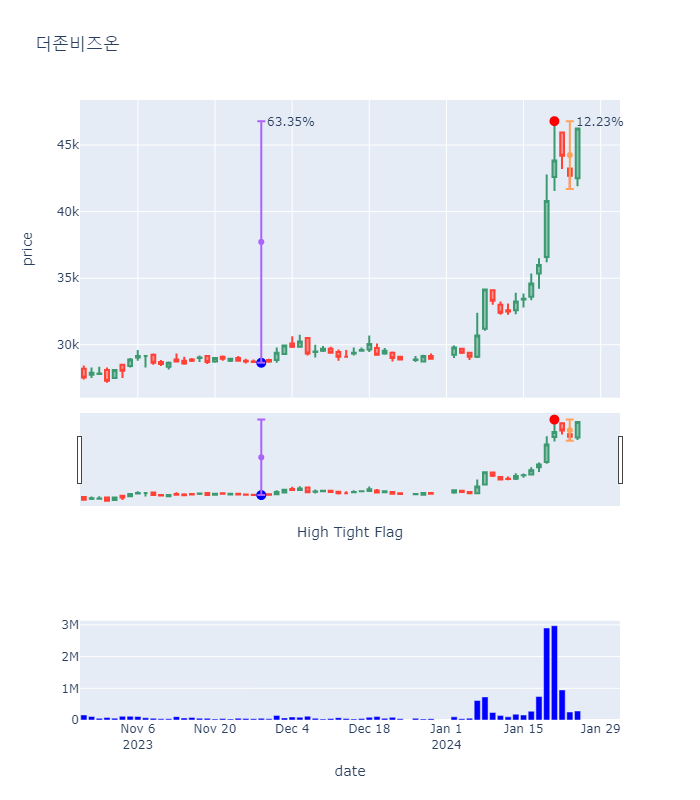 더존비즈온
63.35%
12.23%
45k
40k
35k
30k
price
High Tight Flag
3M
2M
1M
0
Nov 6
2023
Nov 20
Dec 4
Dec 18
Jan 1
2024
Jan 15
Jan 29
date